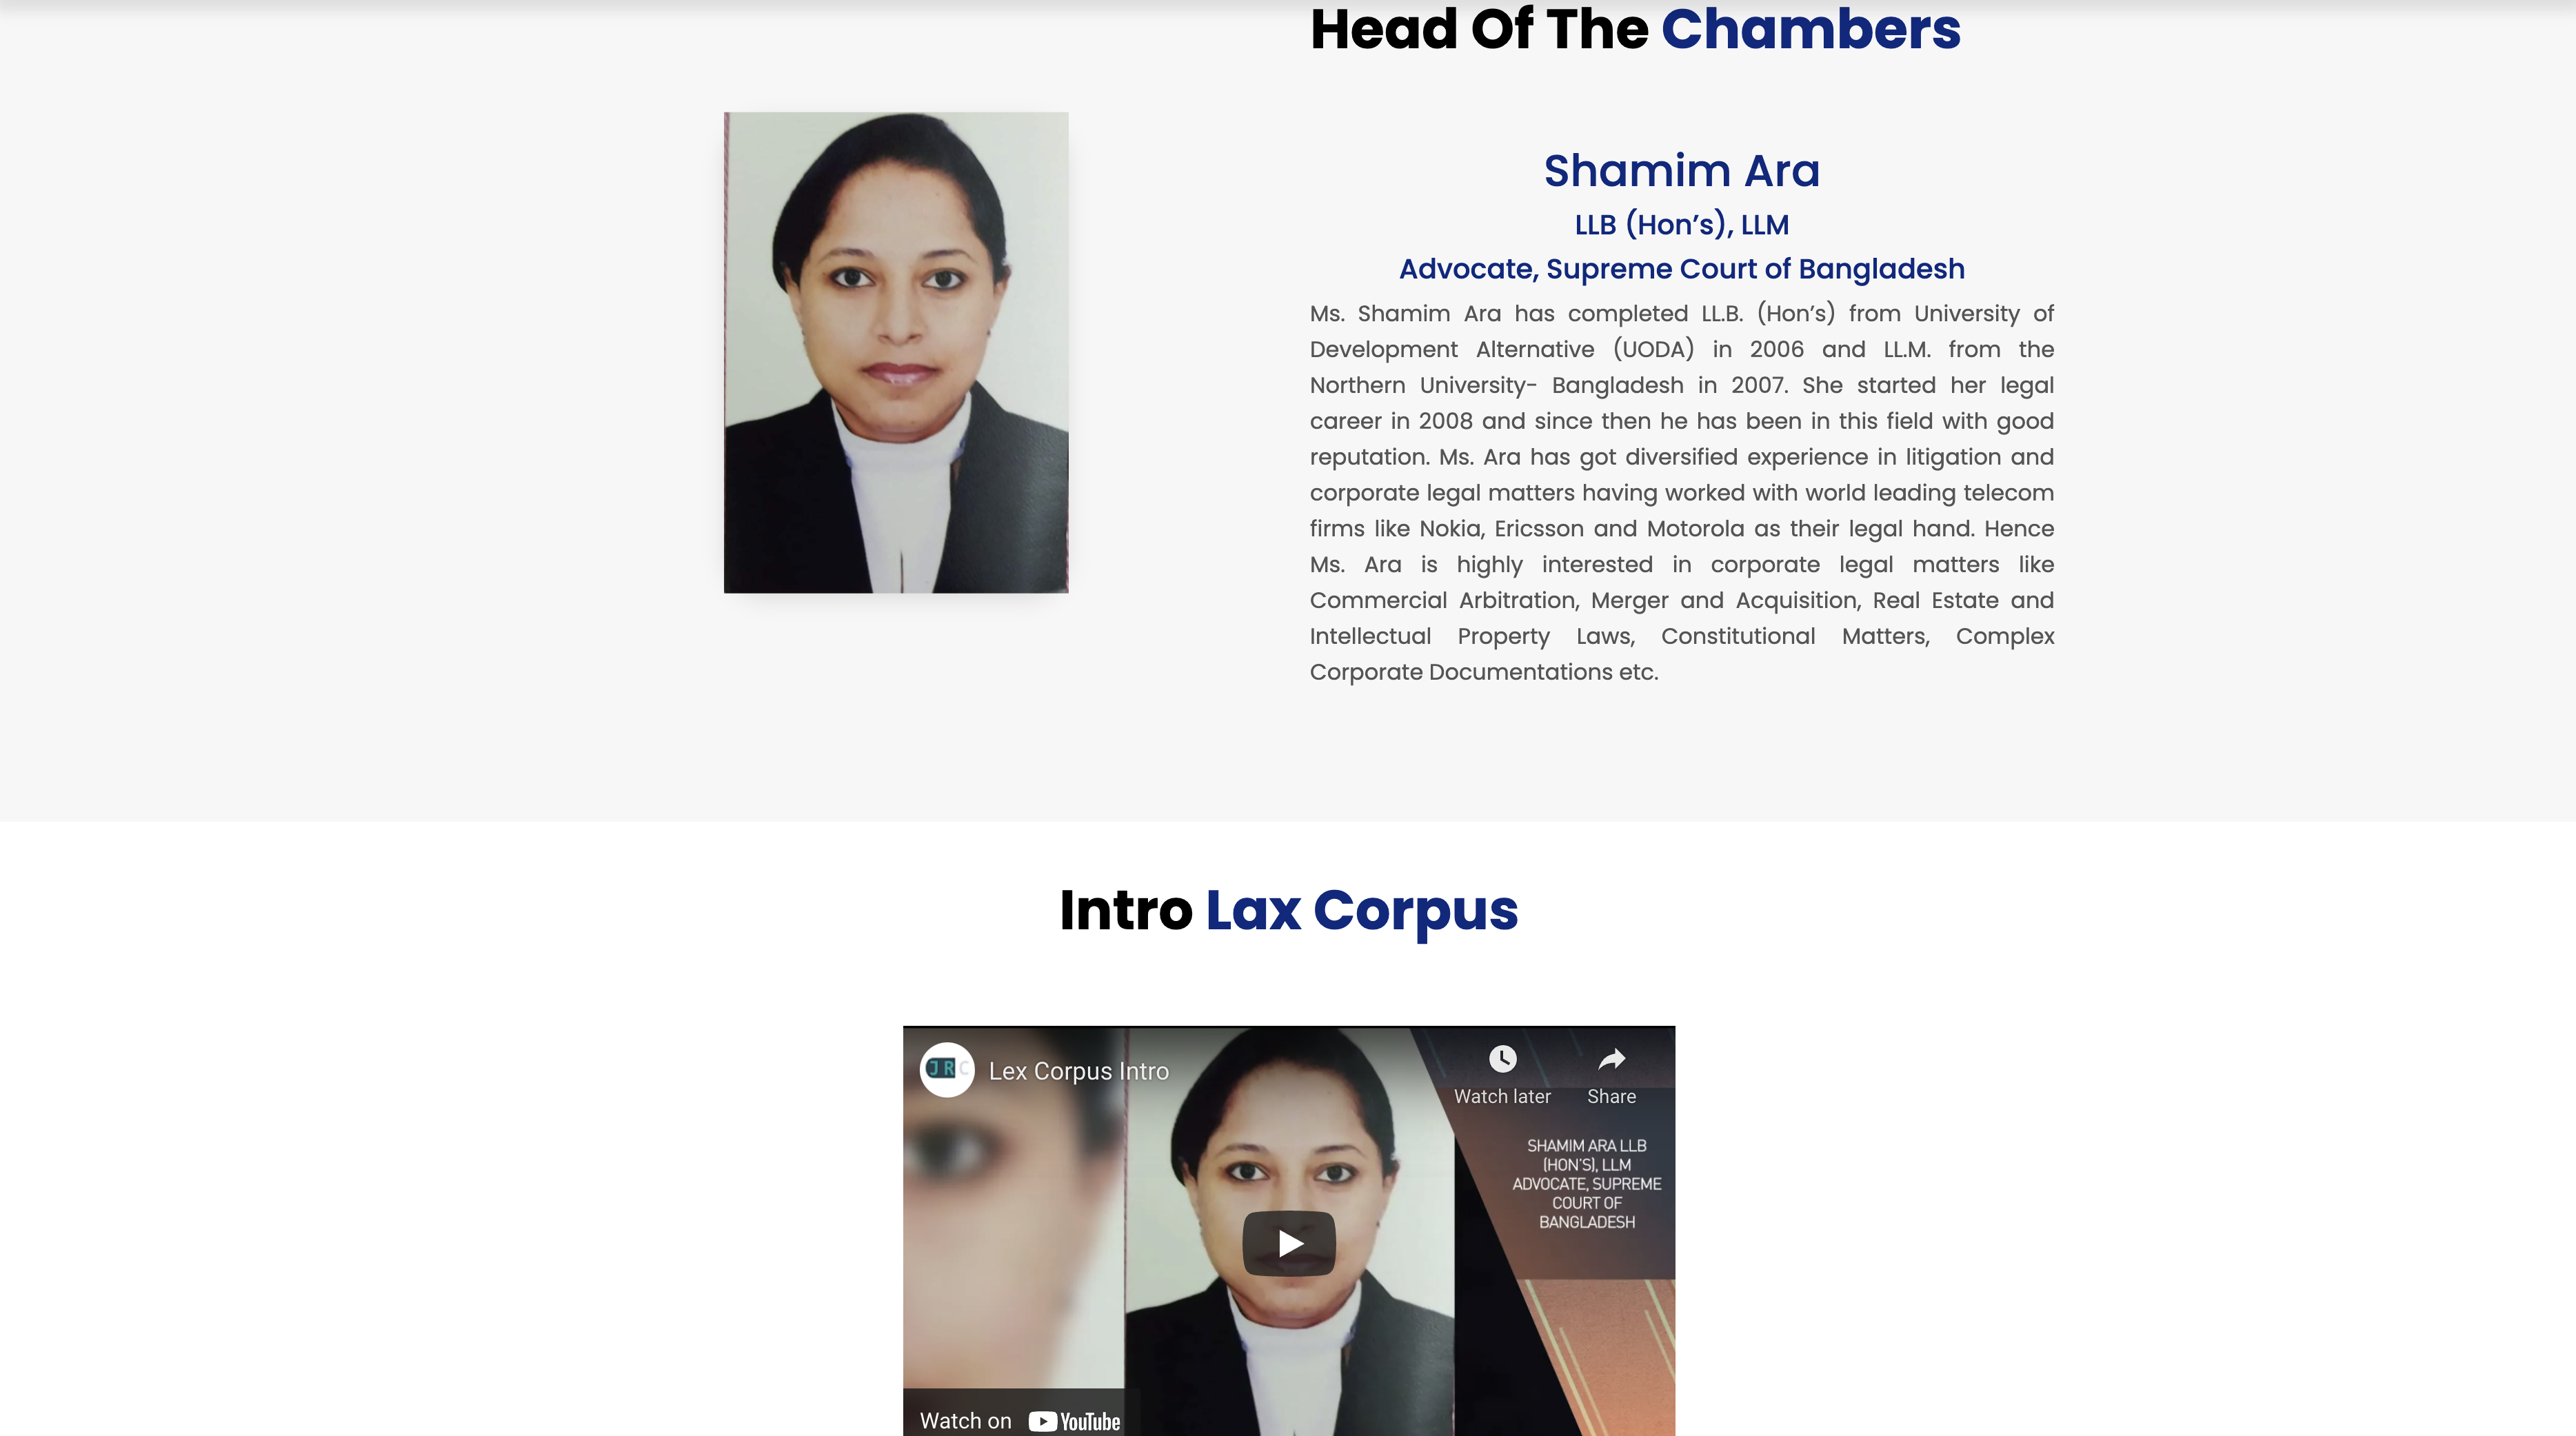 Head Of The Chambers
Shamim Ara
LLB (Hon’s), LLM
Advocate, Supreme Court of Bangladesh
Ms. Shamim Ara has completed LL.B. (Hon’s) from University of
Development Alternative (UODA) in 2006 and LL.M. from the
Northern University- Bangladesh in 2007. She started her legal
career in 2008 and since then he has been in this field with good
reputation. Ms. Ara has got diversified experience in litigation and
corporate legal matters having worked with world leading telecom
firms like Nokia, Ericsson and Motorola as their legal hand. Hence
Ms. Ara is highly interested in corporate legal matters like
Commercial Arbitration, Merger and Acquisition, Real Estate and
Intellectual Property Laws, Constitutional Matters, Complex
Corporate Documentations etc.
Intro Lax Corpus
JRC
Lex Corpus Intro
Watch later
Share
SHAMIM ARA LLB
(HON'S), LLM
ADVOCATE, SUPREME
COURT OF
BANGLADESH
Watch on YouTube